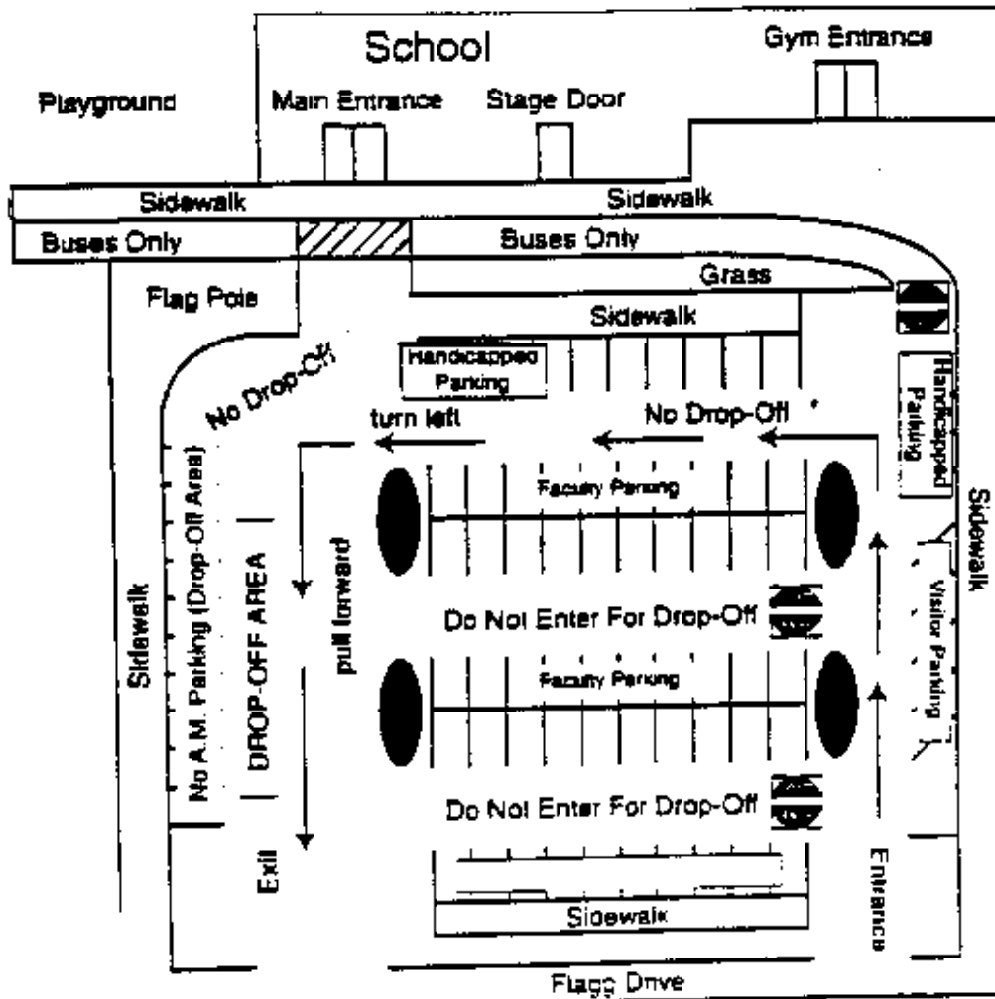 School
Gym Entrance
Playground
Main Entrance
Stage Door
Sidewalk
Sidewalk
Buses Only
Buses Only
Grass
Flag Pole
Sidewalk
No Drop-Off
Handicapped
Parking
Handicapped
Parking
turn left
No Drop-Off
Faculty Parking
Sidewalk
No A.M. Parking (Drop-Off Area)
DROP-OFF AREA
pull forward
Do Not Enter For Drop-Off
Visitor Parking
Sidewalk
Faculty Parking
Do Not Enter For Drop-Off
Exit
Entrance
Sidewalk
Flagg Drive